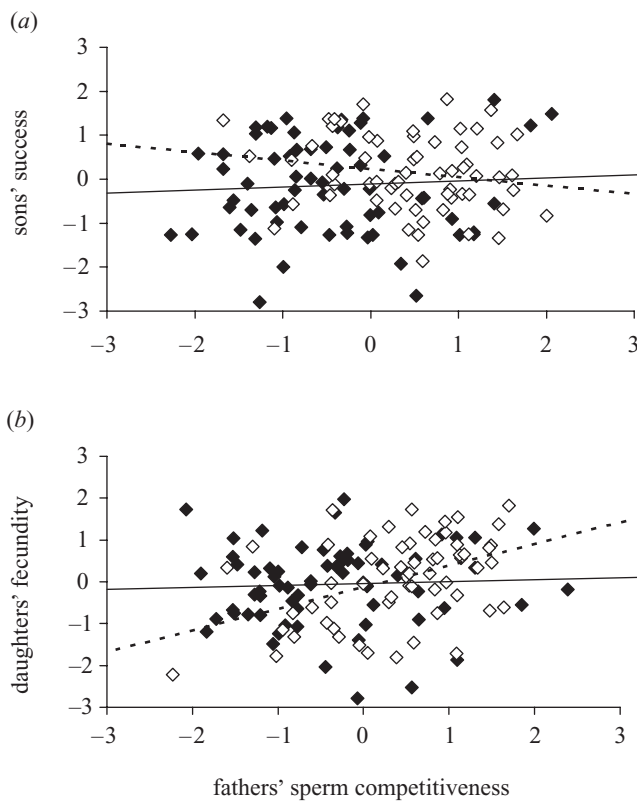 (a)
3
2
1
0
−1
−2
−3
sons' success
−3 −2 −1 0 1 2 3
(b)
3
2
1
0
−1
−2
−3
daughters' fecundity
−3 −2 −1 0 1 2 3
fathers' sperm competitiveness